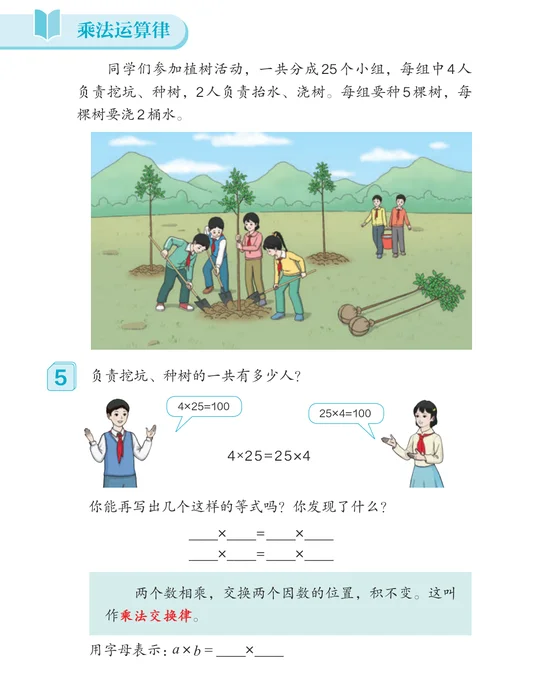 乘法运算律
同学们参加植树活动，一共分成25个小组，每组中4人
负责挖坑、种树，2人负责抬水、浇树。每组要种5棵树，每
棵树要浇2桶水。
5 负责挖坑、种树的一共有多少人？
4×25=100
25×4=100
4×25=25×4
你能再写出几个这样的等式吗？你发现了什么？
____×____=____×____
____×____=____×____
两个数相乘，交换两个因数的位置，积不变。这叫
作乘法交换律。
用字母表示：a×b=____×____